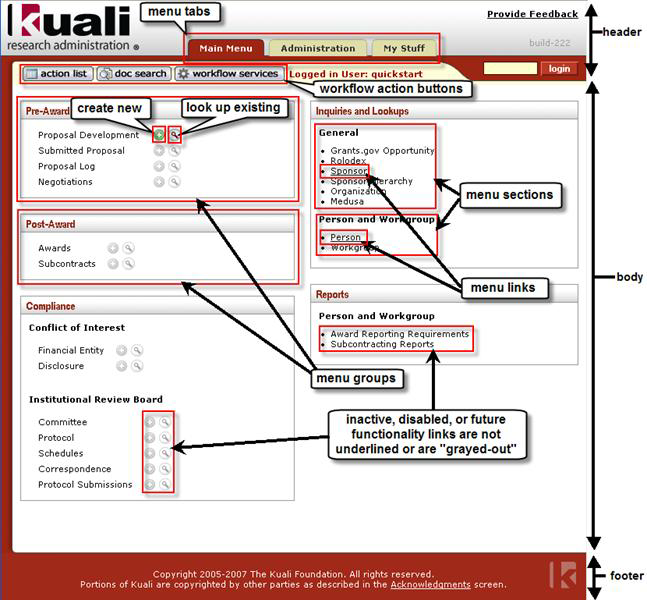 menu tabs
Kuali
research administration ®
Provide Feedback
header
Main Menu
Administration
My Stuff
build-222
action list
doc search
workflow services
Logged in User: quickstart
login
workflow action buttons
create new
look up existing
Pre-Award
Proposal Development
Submitted Proposal
Proposal Log
Negotiations
Inquiries and Lookups
General
• Grants.gov Opportunity
• Rolodex
• Sponsor
• Sponsor Hierarchy
• Organization
• Medusa
menu sections
Person and Workgroup
• Person
• Workgroup
Post-Award
Awards
Subcontracts
menu links
body
Reports
Person and Workgroup
• Award Reporting Requirements
• Subcontracting Reports
Compliance
Conflict of Interest
Financial Entity
Disclosure
menu groups
Institutional Review Board
Committee
Protocol
Schedules
Correspondence
Protocol Submissions
inactive, disabled, or future
functionality links are not
underlined or are "grayed-out"
Copyright 2005-2007 The Kuali Foundation. All rights reserved.
Portions of Kuali are copyrighted by other parties as described in the Acknowledgments screen.
footer